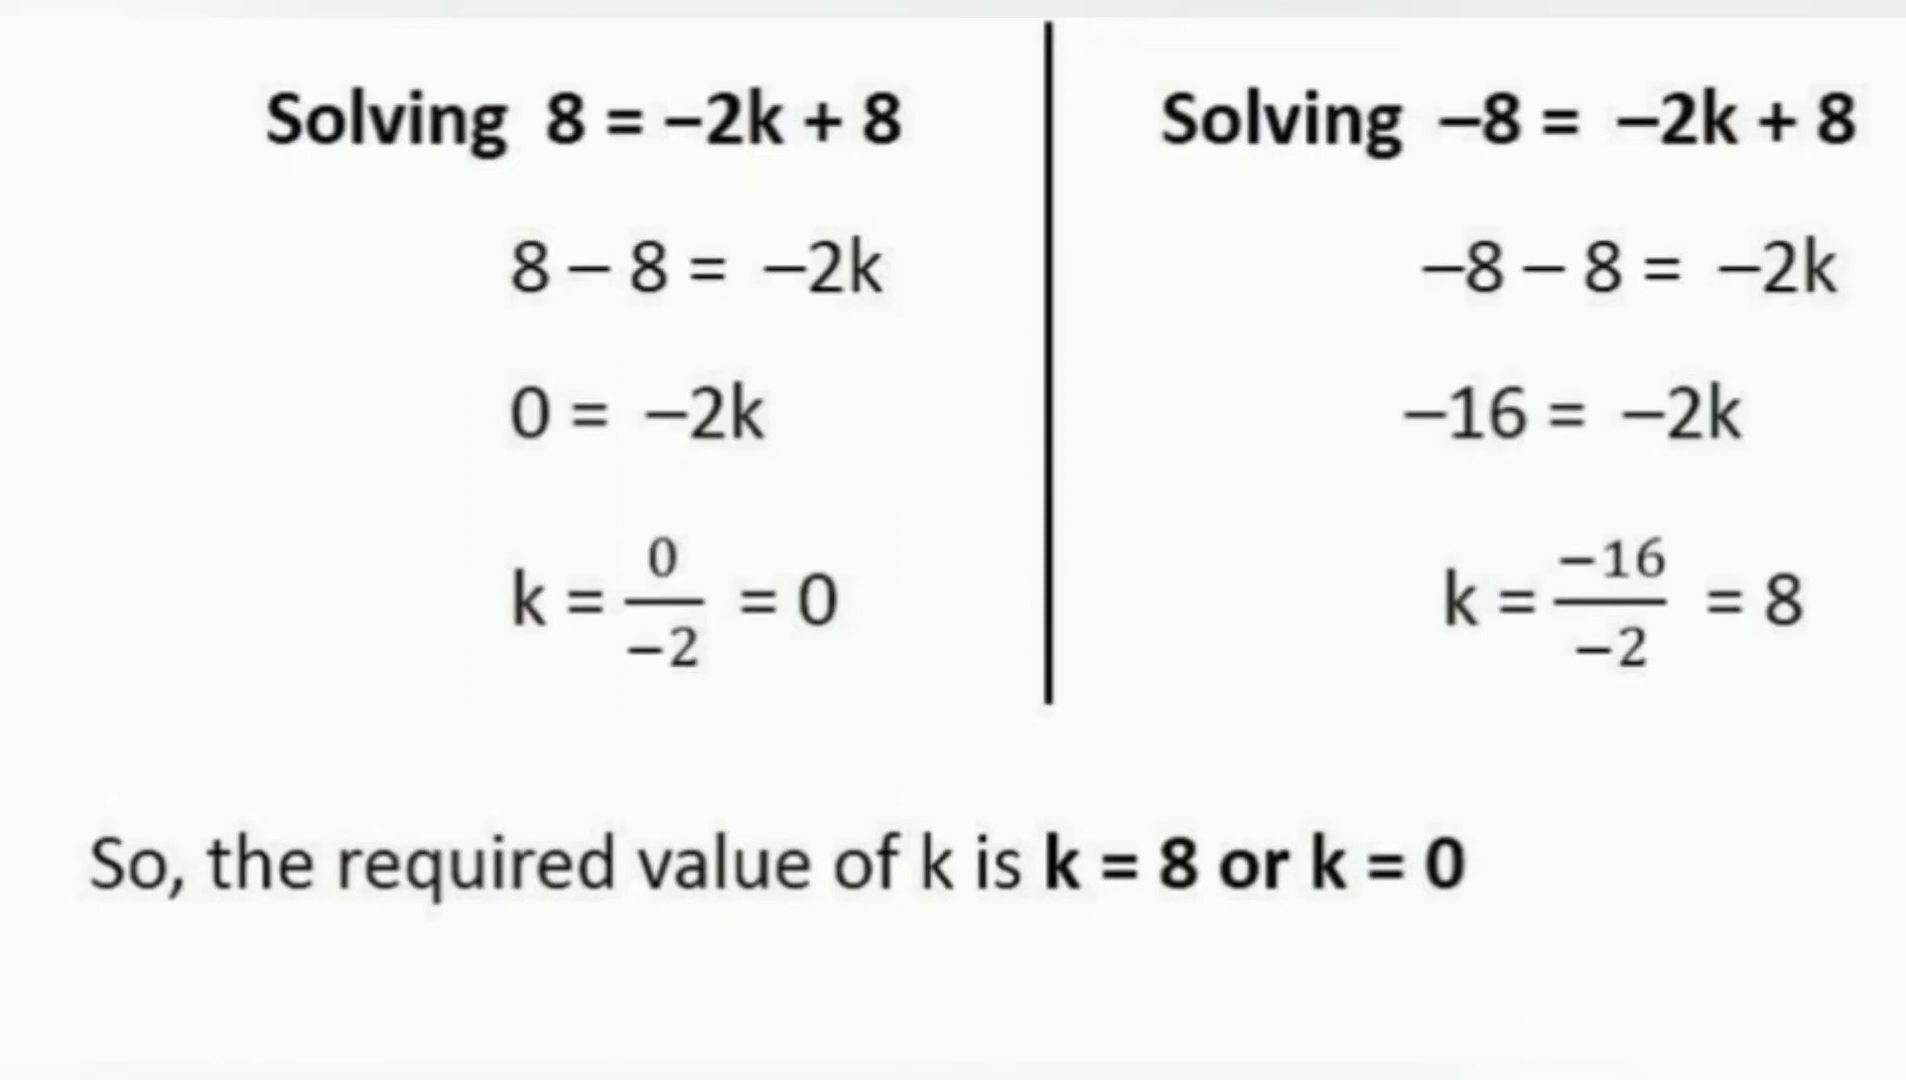 Solving 8 = –2k + 8
8 – 8 = –2k
0 = –2k
k = 0/−2 = 0
Solving –8 = –2k + 8
–8 – 8 = –2k
–16 = –2k
k = −16/−2 = 8
So, the required value of k is k = 8 or k = 0